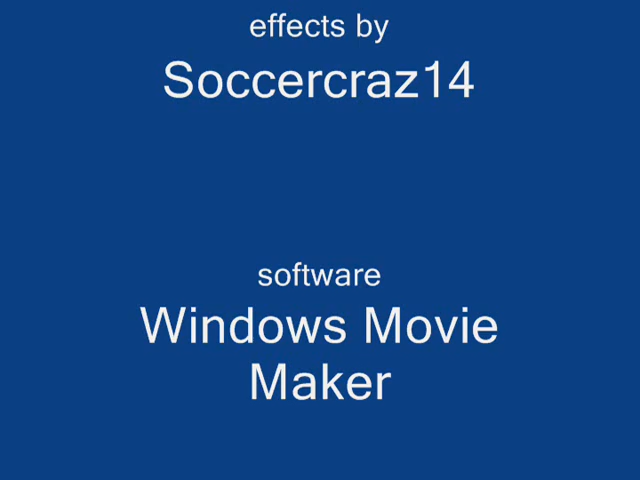 effects by
Soccercraz14
software
Windows Movie
Maker